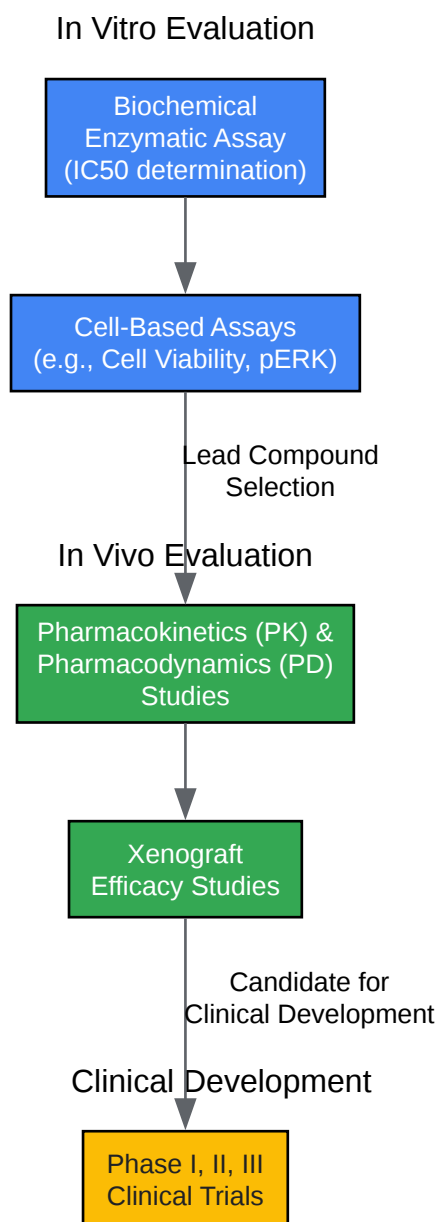 In Vitro Evaluation
Biochemical
Enzymatic Assay
(IC50 determination)
Cell-Based Assays
(e.g., Cell Viability, pERK)
Lead Compound
Selection
In Vivo Evaluation
Pharmacokinetics (PK) &
Pharmacodynamics (PD)
Studies
Xenograft
Efficacy Studies
Candidate for
Clinical Development
Clinical Development
Phase I, II, III
Clinical Trials